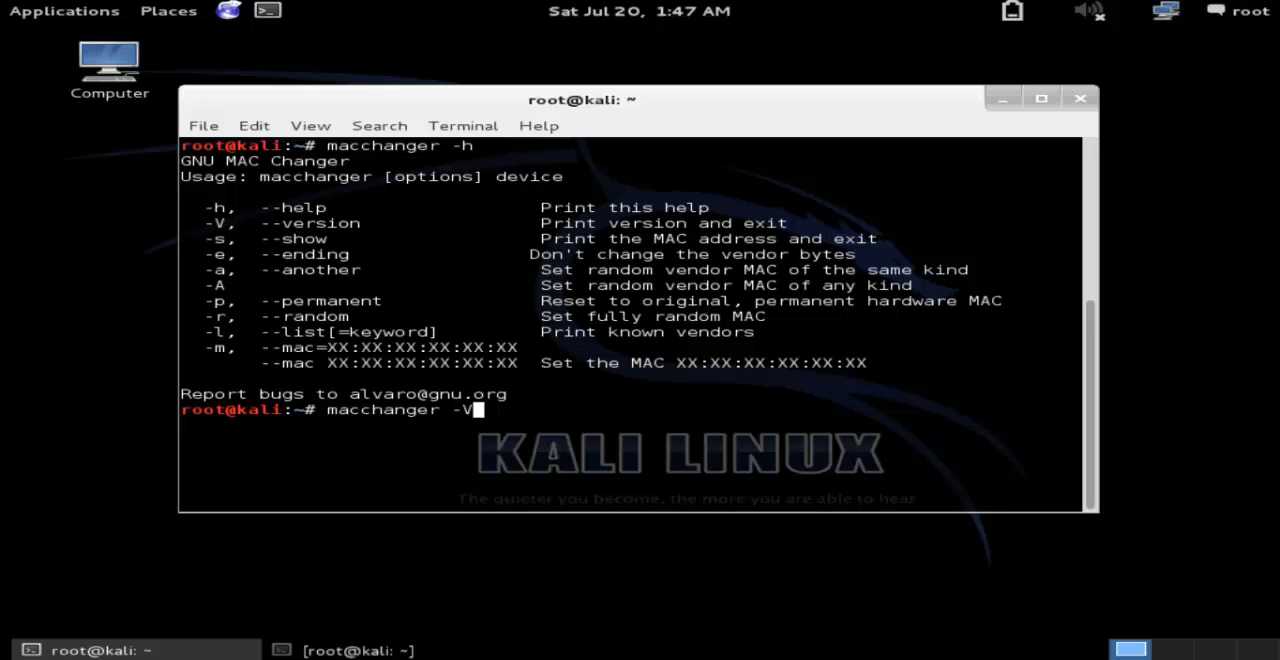 Applications Places Sat Jul 20, 1:47 AM root
Computer
root@kali: ~
File Edit View Search Terminal Help
root@kali:~# macchanger -h
GNU MAC Changer
Usage: macchanger [options] device
-h, --help Print this help
-V, --version Print version and exit
-s, --show Print the MAC address and exit
-e, --ending Don't change the vendor bytes
-a, --another Set random vendor MAC of the same kind
-A Set random vendor MAC of any kind
-p, --permanent Reset to original, permanent hardware MAC
-r, --random Set fully random MAC
-l, --list[=keyword] Print known vendors
-m, --mac=XX:XX:XX:XX:XX:XX
--mac XX:XX:XX:XX:XX:XX Set the MAC XX:XX:XX:XX:XX:XX
Report bugs to alvaro@gnu.org
root@kali:~# macchanger -V
KALI LINUX
The quieter you become, the more you are able to hear
root@kali: ~ [root@kali: ~]